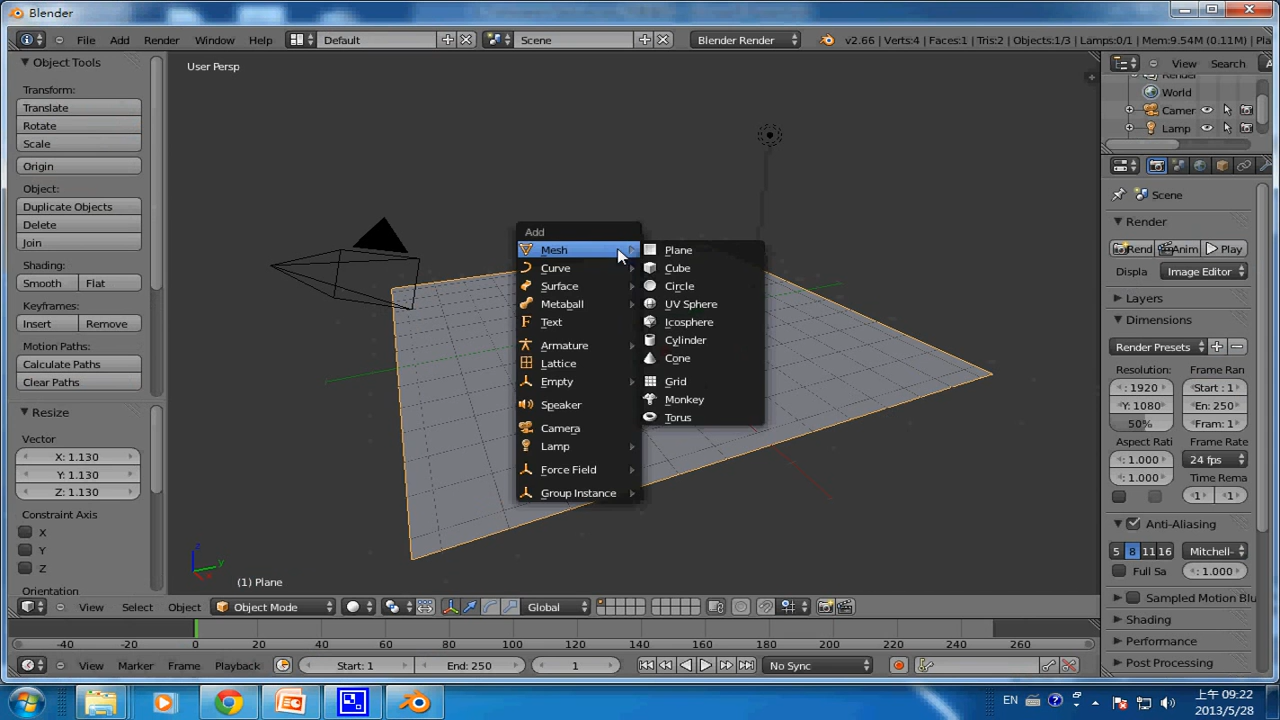 Blender
File Add Render Window Help Default Scene Blender Render v2.66 | Verts:4 | Faces:1 | Tris:2 | Objects:1/3 | Lamps:0/1 | Mem:9.54M (0.11M) | Pla
Object Tools
Transform:
Translate
Rotate
Scale
Origin
Object:
Duplicate Objects
Delete
Join
Shading:
Smooth Flat
Keyframes:
Insert Remove
Motion Paths:
Calculate Paths
Clear Paths
Resize
Vector
X: 1.130
Y: 1.130
Z: 1.130
Constraint Axis
X
Y
Z
Orientation
User Persp
Add
Mesh
Curve
Surface
Metaball
Text
Armature
Lattice
Empty
Speaker
Camera
Lamp
Force Field
Group Instance
Plane
Cube
Circle
UV Sphere
Icosphere
Cylinder
Cone
Grid
Monkey
Torus
z
y
(1) Plane
View Select Object Object Mode Global
-40 -20 0 20 40 60 80 100 120 140 160 180 200 220 240 260
View Marker Frame Playback Start: 1 End: 250 1 No Sync
View Search
World
Camer
Lamp
Scene
Render
Rend Anim Play
Displa Image Editor
Layers
Dimensions
Render Presets
Resolution: Frame Ran
: 1920 Start : 1
Y: 1080 En: 250
50% Fram: 1
Aspect Rati Frame Rate
: 1.000 24 fps
: 1.000 Time Rema
1 1
Anti-Aliasing
5 8 11 16 Mitchell-
Full Sa : 1.000
Sampled Motion Blu
Shading
Performance
Post Processing
EN
上午 09:22
2013/5/28